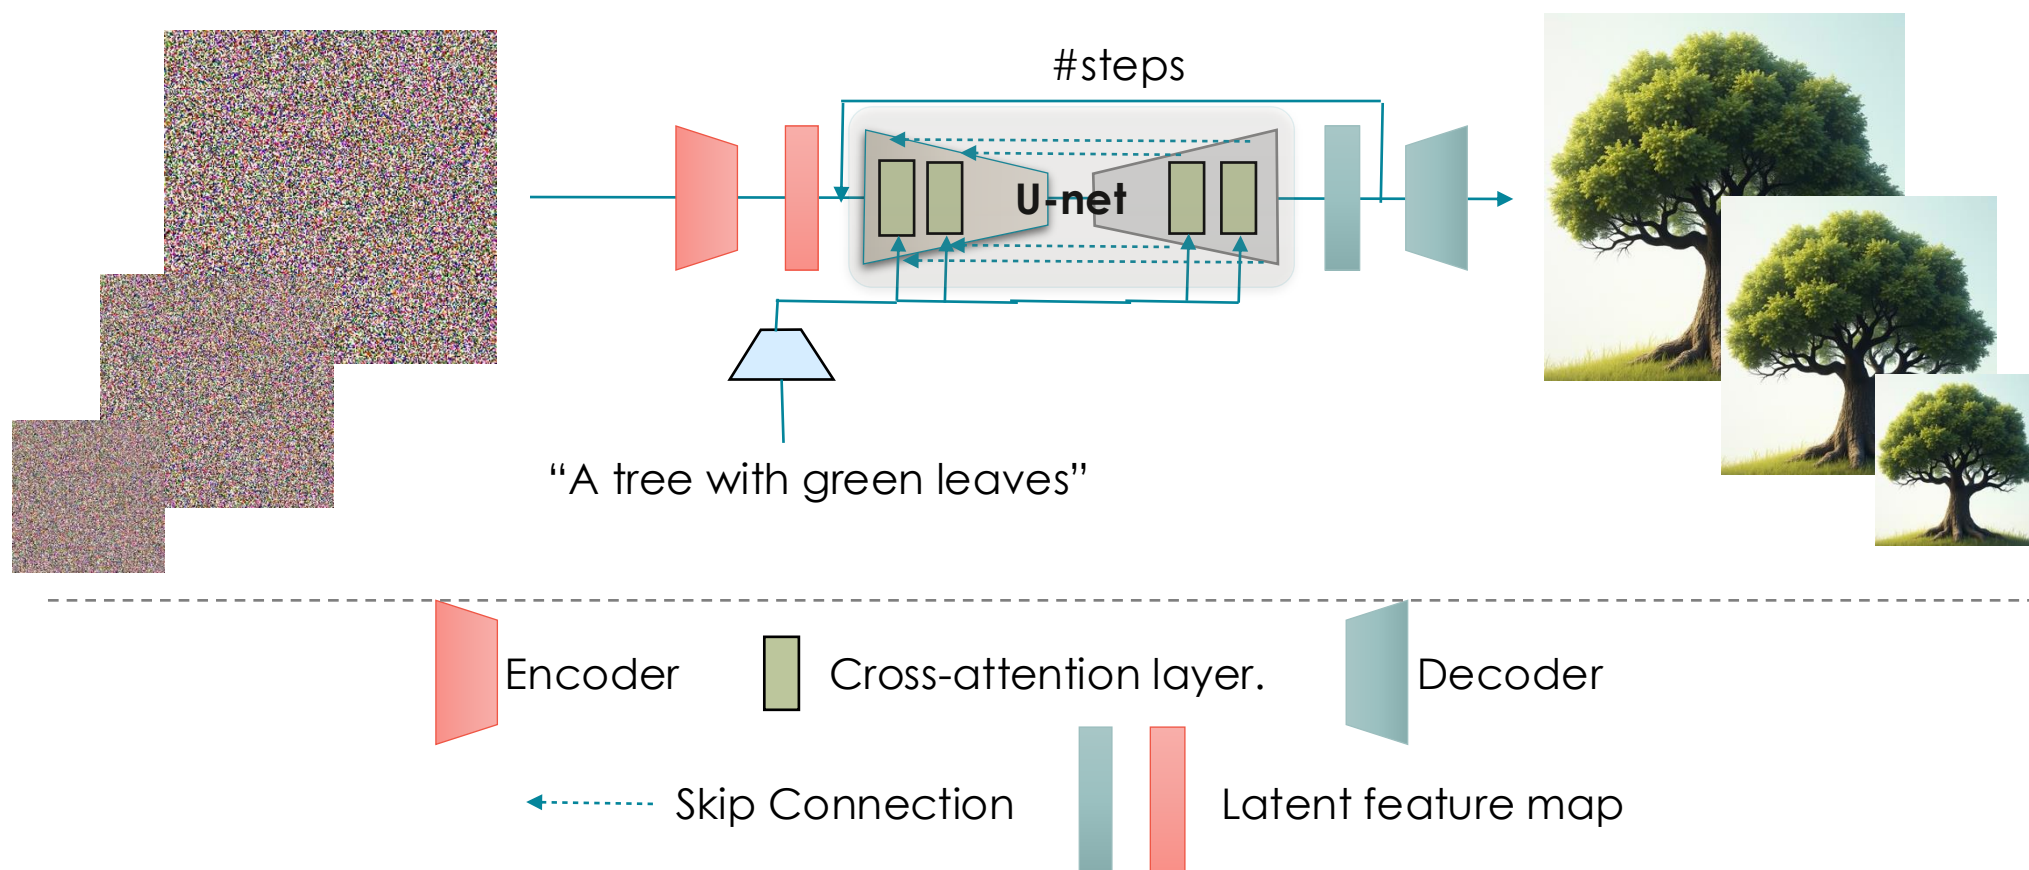 #steps
U-net
“A tree with green leaves”
Encoder
Cross-attention layer.
Decoder
Skip Connection
Latent feature map